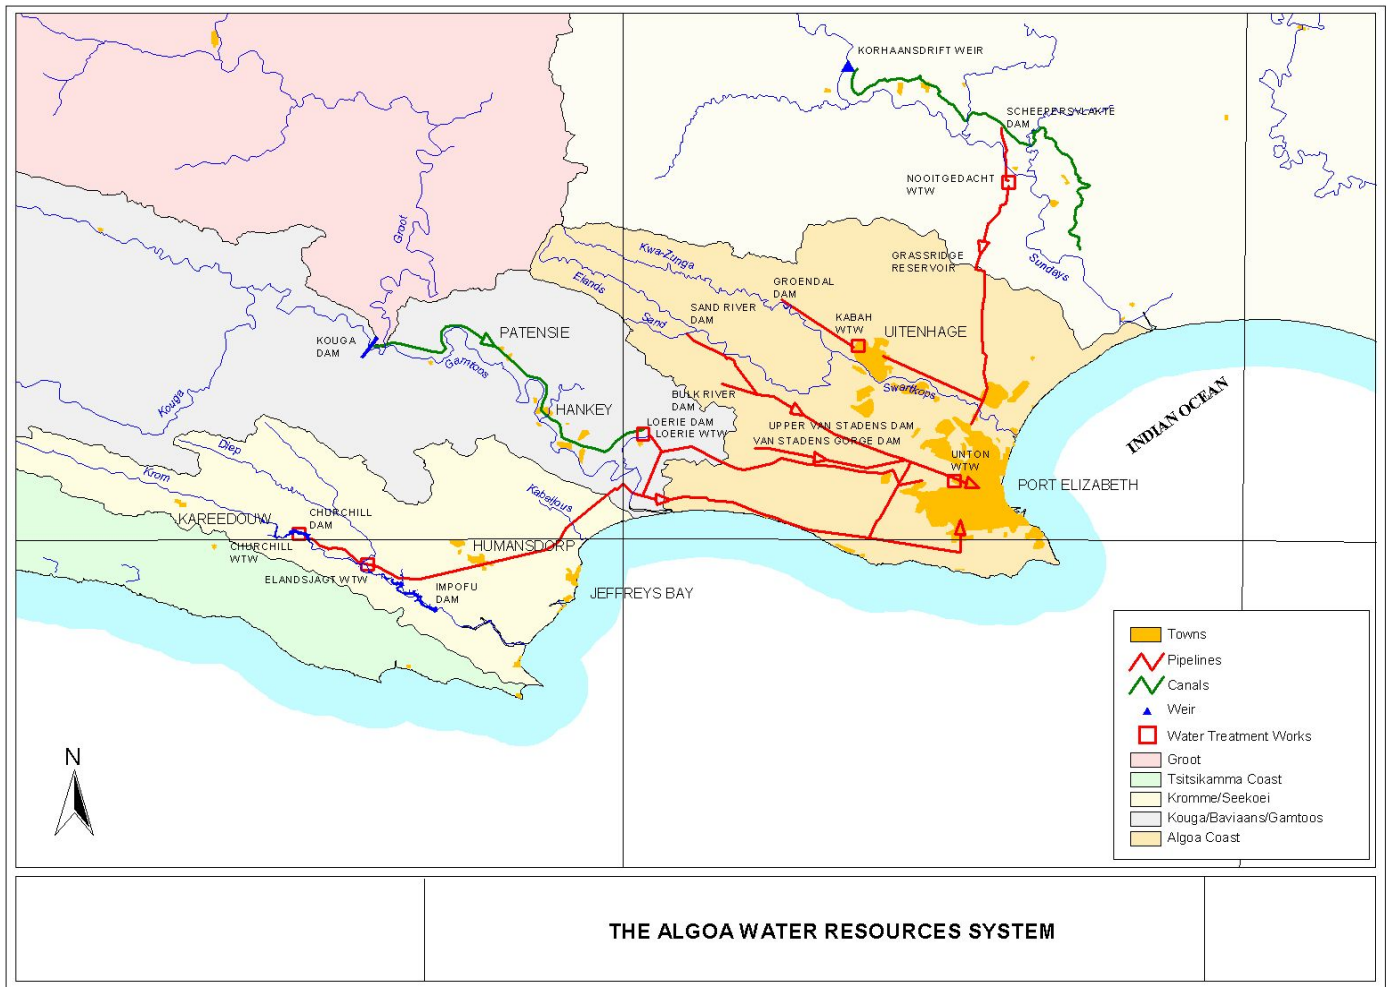 KORHAANSDRIFT WEIR
SCHEEPERSVLAKTE
DAM
NOOITGEDACHT
WTW
Groot
Kwa-Zunga
GRASSRIDGE
RESERVOIR
Sundays
Elands
GROENDAL
DAM
SAND RIVER
DAM
Sand
KABAH
WTW
UITENHAGE
KOUGA
DAM
PATENSIE
Gamtoos
Swartkops
Kouga
BULK RIVER
DAM
HANKEY
LOERIE DAM
LOERIE WTW
UPPER VAN STADENS DAM
VAN STADENS GORGE DAM
INDIAN OCEAN
Diep
Krom
UNTON
WTW
PORT ELIZABETH
Kabeljous
KAREEDOUW
CHURCHILL
DAM
CHURCHILL
WTW
HUMANSDORP
ELANDSJAGT WTW
IMPOFU
DAM
JEFFREYS BAY
Towns
Pipelines
Canals
Weir
Water Treatment Works
Groot
Tsitsikamma Coast
Kromme/Seekoei
Kouga/Baviaans/Gamtoos
Algoa Coast
N
THE ALGOA WATER RESOURCES SYSTEM